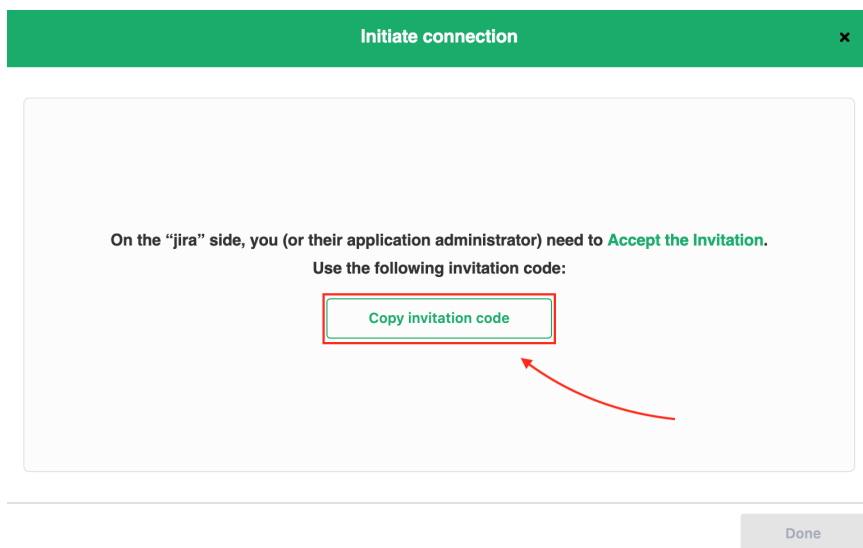 Initiate connection
×
On the “jira” side, you (or their application administrator) need to Accept the Invitation.
Use the following invitation code:
Copy invitation code
Done